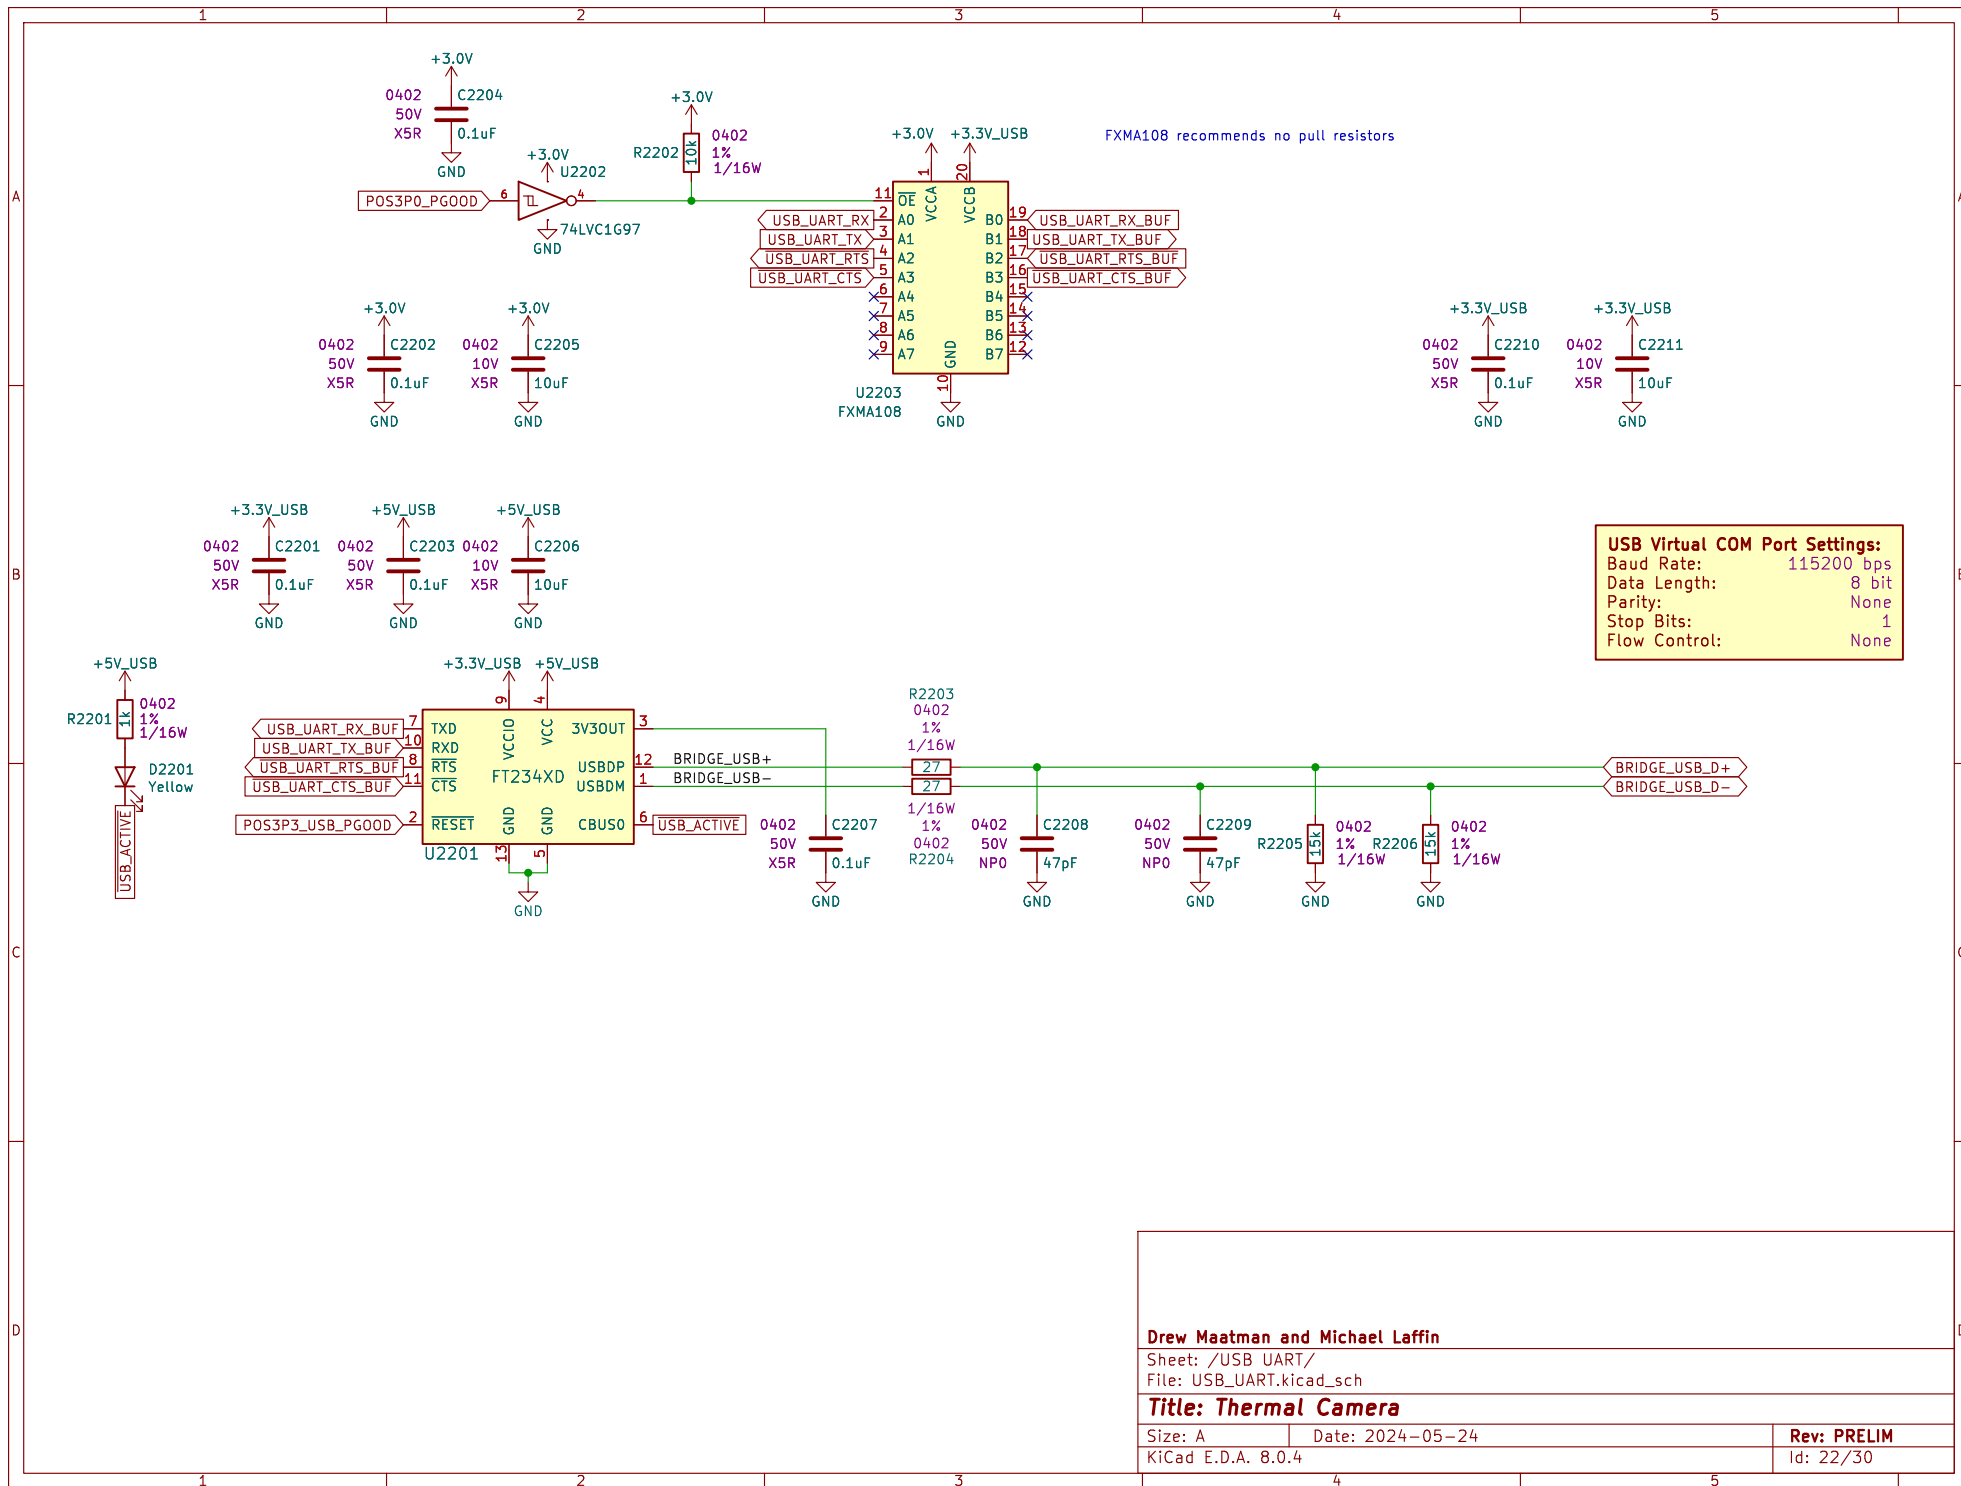 1 2 3 4 5
+3.0V
0402 C2204
50V
X5R 0.1uF
GND
+3.0V
R2202 10k
0402
1%
1/16W
+3.0V
U2202
POS3P0_PGOOD 6 4
74LVC1G97
GND
+3.0V +3.3V_USB
FXMA108 recommends no pull resistors
1 20
VCCA VCCB
11 OE
USB_UART_RX 2 A0 B0 19 USB_UART_RX_BUF
USB_UART_TX 3 A1 B1 18 USB_UART_TX_BUF
USB_UART_RTS 4 A2 B2 17 USB_UART_RTS_BUF
USB_UART_CTS 5 A3 B3 16 USB_UART_CTS_BUF
6 A4 B4 15
7 A5 B5 14
8 A6 B6 13
9 A7 B7 12
GND
10
U2203
FXMA108
GND
A
+3.0V
0402 C2202
50V
X5R 0.1uF
GND
+3.0V
0402 C2205
10V
X5R 10uF
GND
+3.3V_USB
0402 C2210
50V
X5R 0.1uF
GND
+3.3V_USB
0402 C2211
10V
X5R 10uF
GND
+3.3V_USB
0402 C2201
50V
X5R 0.1uF
GND
+5V_USB
0402 C2203
50V
X5R 0.1uF
GND
+5V_USB
0402 C2206
10V
X5R 10uF
GND
B
USB Virtual COM Port Settings:
Baud Rate: 115200 bps
Data Length: 8 bit
Parity: None
Stop Bits: 1
Flow Control: None
+5V_USB
R2201 1k
0402
1%
1/16W
D2201
Yellow
USB_ACTIVE
+3.3V_USB +5V_USB
9 4
VCCIO VCC
USB_UART_RX_BUF 7 TXD 3V3OUT 3
USB_UART_TX_BUF 10 RXD
USB_UART_RTS_BUF 8 RTS USBDP 12 BRIDGE_USB+
FT234XD
USB_UART_CTS_BUF 11 CTS USBDM 1 BRIDGE_USB-
POS3P3_USB_PGOOD 2 RESET GND GND CBUS0 6 USB_ACTIVE
U2201 13 5
GND
R2203
0402
1%
1/16W
27
27
1/16W
1%
0402
R2204
BRIDGE_USB_D+
BRIDGE_USB_D-
0402 C2207
50V
X5R 0.1uF
GND
0402 C2208
50V
NP0 47pF
GND
0402 C2209
50V
NP0 47pF
GND
R2205 15k
0402
1%
1/16W
GND
R2206 15k
0402
1%
1/16W
GND
C
D
Drew Maatman and Michael Laffin
Sheet: /USB UART/
File: USB_UART.kicad_sch
Title: Thermal Camera
Size: A Date: 2024-05-24 Rev: PRELIM
KiCad E.D.A. 8.0.4 Id: 22/30
1 2 3 4 5